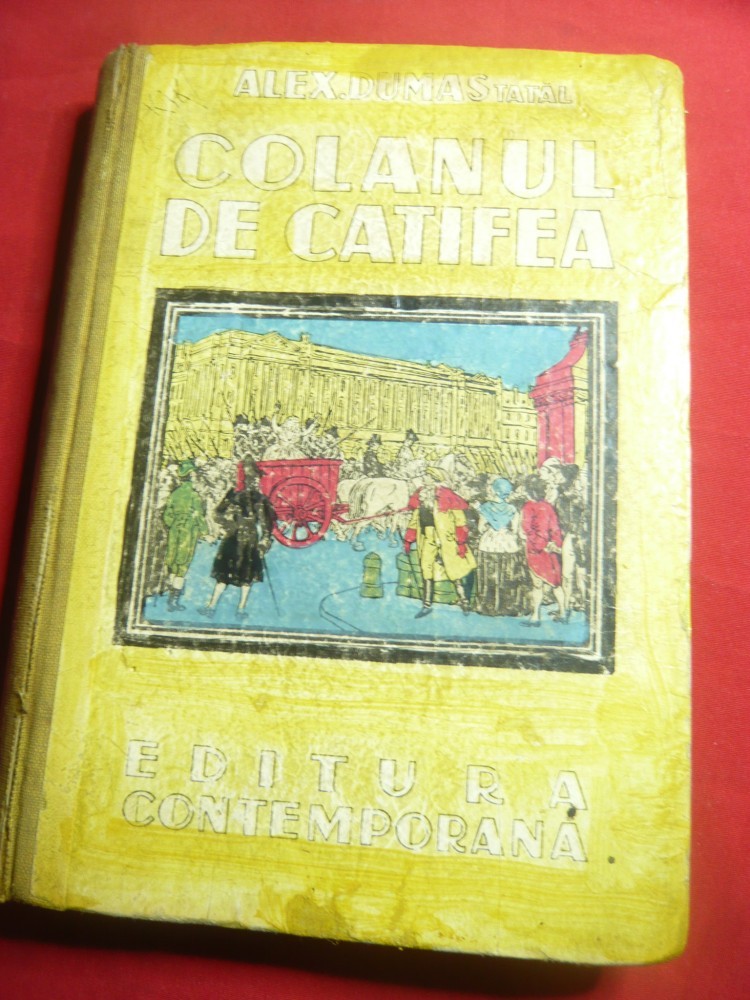 ALEX. DUMAS TATĂL
COLANUL
DE CATIFEA
EDITURA
CONTEMPORANĂ